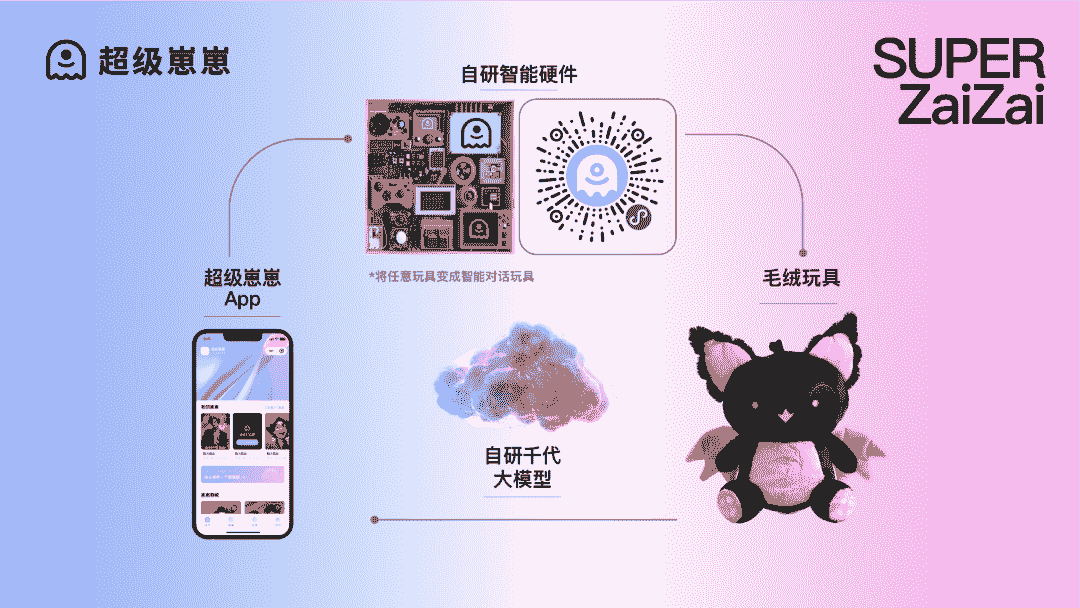 超级崽崽
SUPER
ZaiZai
自研智能硬件
*将任意玩具变成智能对话玩具
超级崽崽
App
毛绒玩具
自研千代
大模型